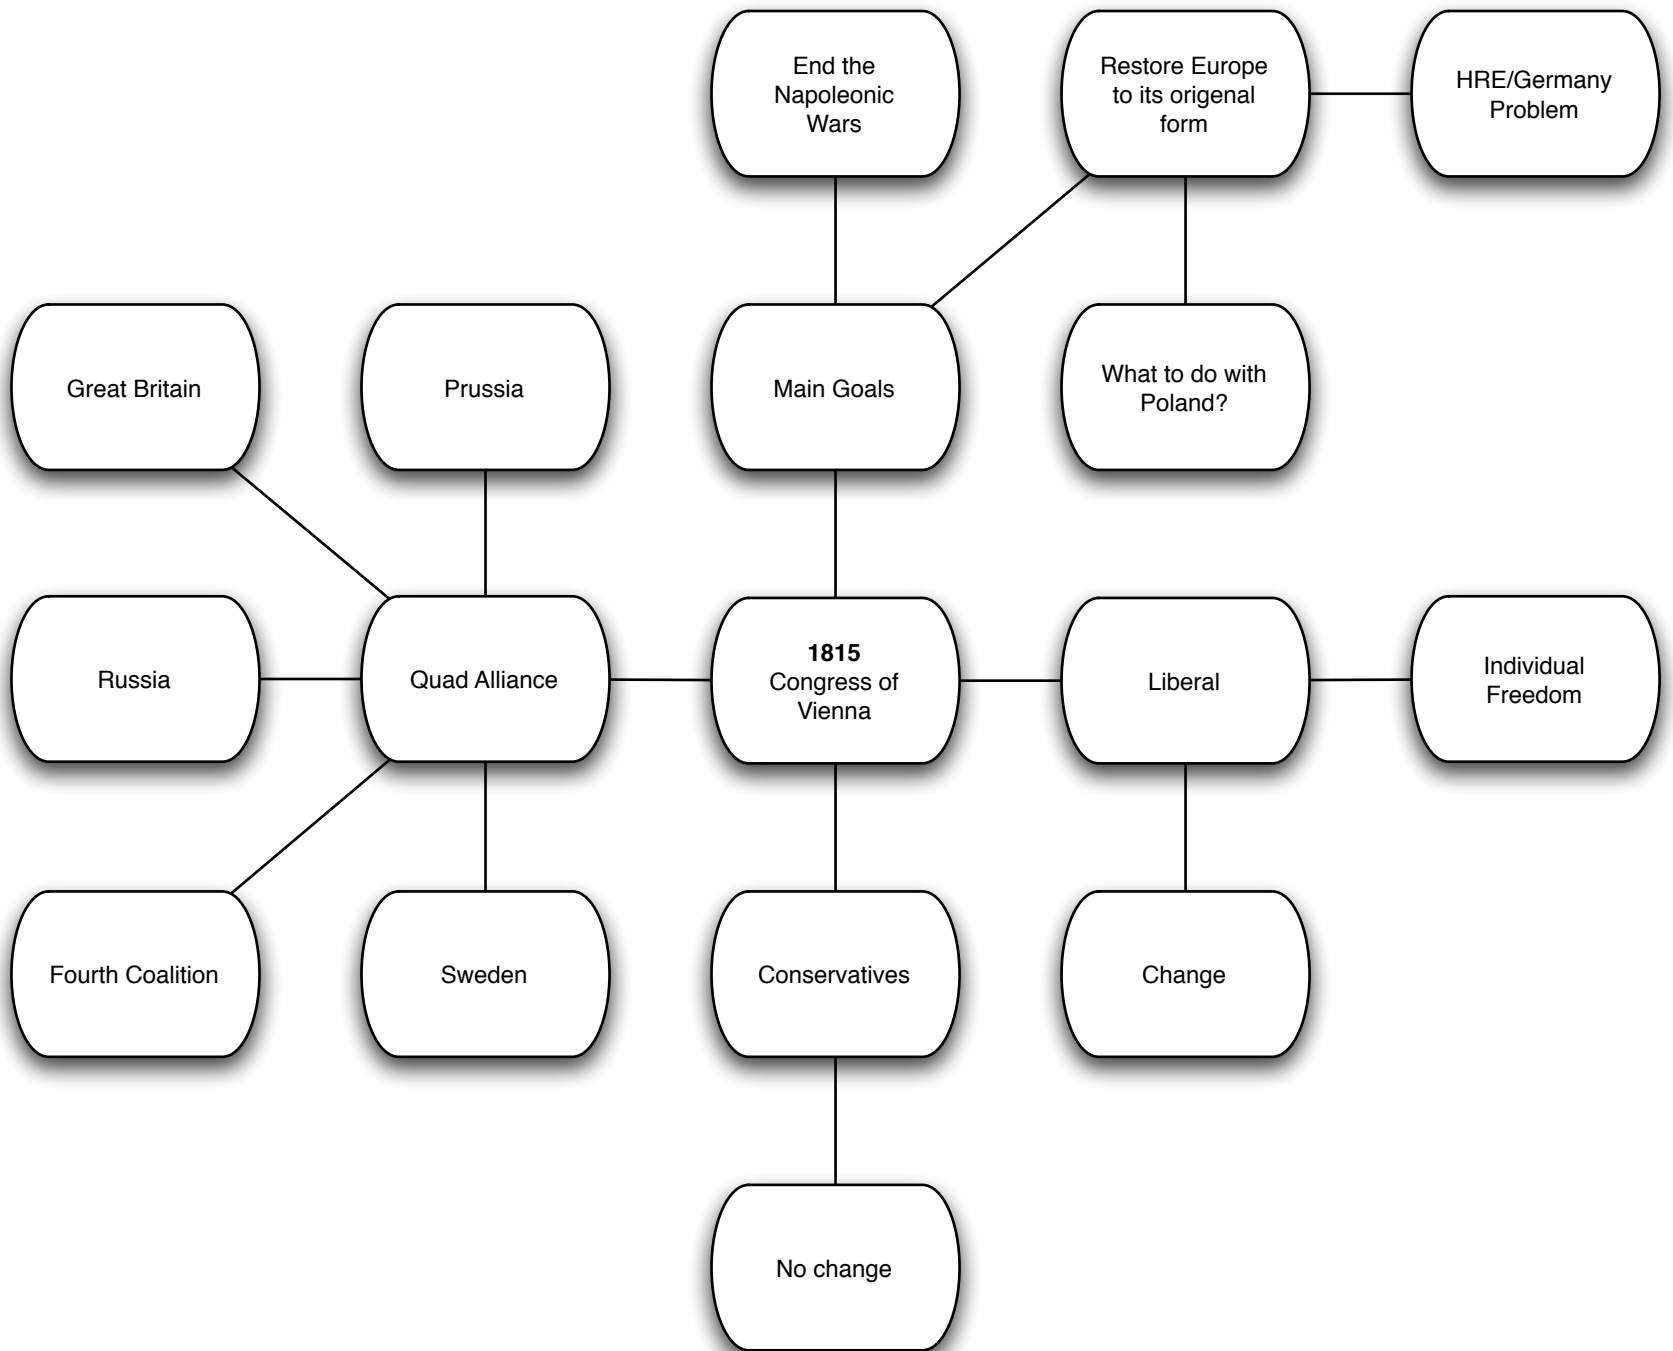 End the
Napoleonic
Wars
Restore Europe
to its origenal
form
HRE/Germany
Problem
Great Britain
Prussia
Main Goals
What to do with
Poland?
Russia
Quad Alliance
1815
Congress of
Vienna
Liberal
Individual
Freedom
Fourth Coalition
Sweden
Conservatives
Change
No change